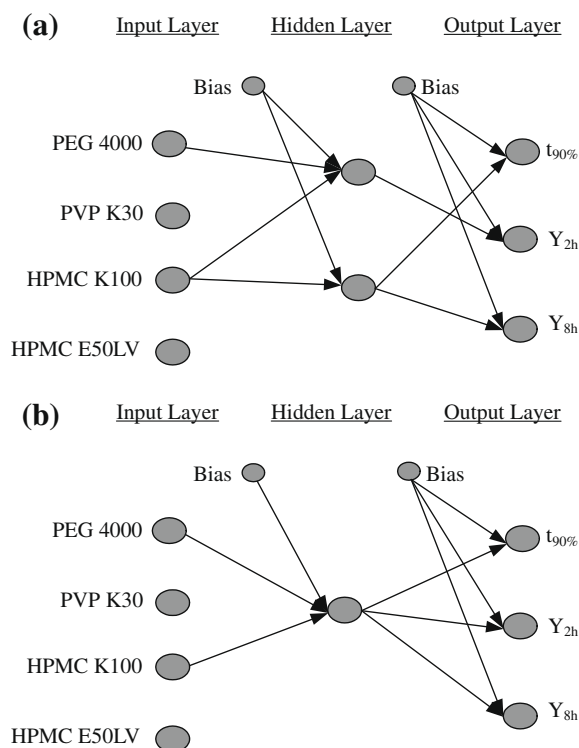 (a)
Input Layer Hidden Layer Output Layer
Bias Bias
PEG 4000
t90%
PVP K30
Y2h
HPMC K100
Y8h
HPMC E50LV
(b)
Input Layer Hidden Layer Output Layer
Bias Bias
PEG 4000
t90%
PVP K30
Y2h
HPMC K100
Y8h
HPMC E50LV